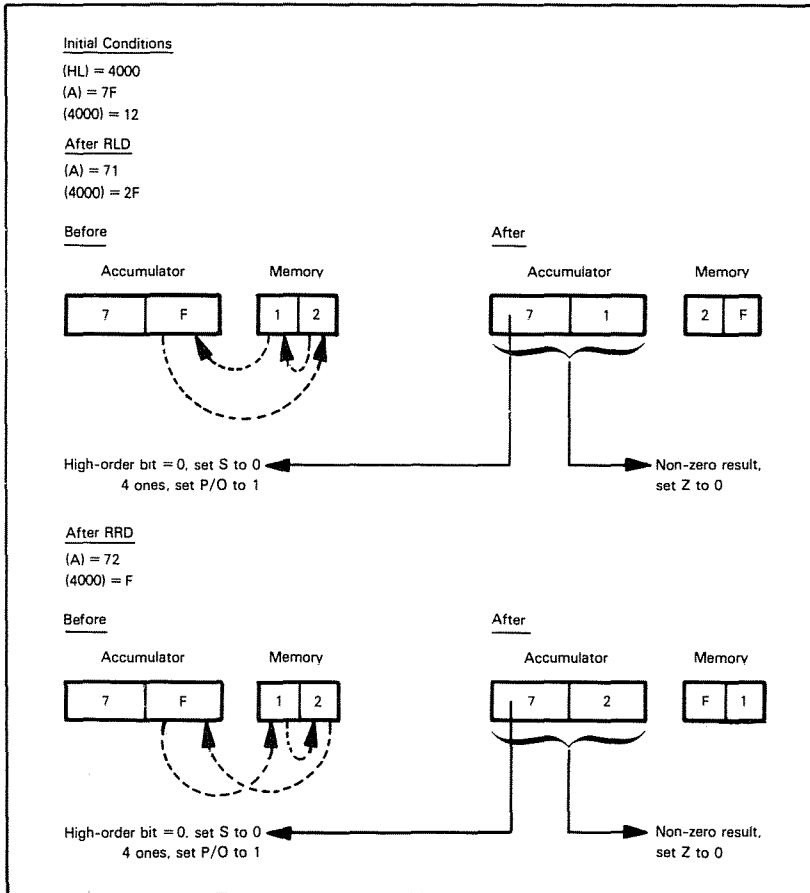 Initial Conditions
(HL) = 4000
(A) = 7F
(4000) = 12
After RLD
(A) = 71
(4000) = 2F
Before
After
Accumulator Memory
Accumulator Memory
7 F 1 2
7 1 2 F
High-order bit = 0, set S to 0
4 ones, set P/O to 1
Non-zero result,
set Z to 0
After RRD
(A) = 72
(4000) = F
Before
After
Accumulator Memory
Accumulator Memory
7 F 1 2
7 2 F 1
High-order bit = 0, set S to 0
4 ones, set P/O to 1
Non-zero result,
set Z to 0